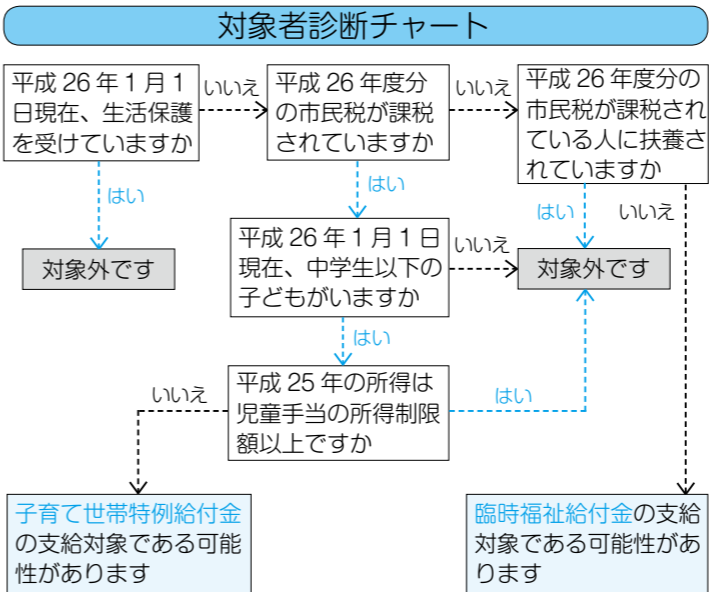 対象者診断チャート
平成 26 年 1 月 1
日現在、生活保護
を受けていますか
いいえ
平成 26 年度分
の市民税が課税
されていますか
いいえ
平成 26 年度分の
市民税が課税され
ている人に扶養さ
れていますか
はい
はい
はい
いいえ
対象外です
平成 26 年 1 月 1 日
現在、中学生以下の
子どもがいますか
いいえ
対象外です
はい
いいえ
平成 25 年の所得は
児童手当の所得制限
額以上ですか
はい
子育て世帯特例給付金
の支給対象である可能
性があります
臨時福祉給付金の支給
対象である可能性があ
ります